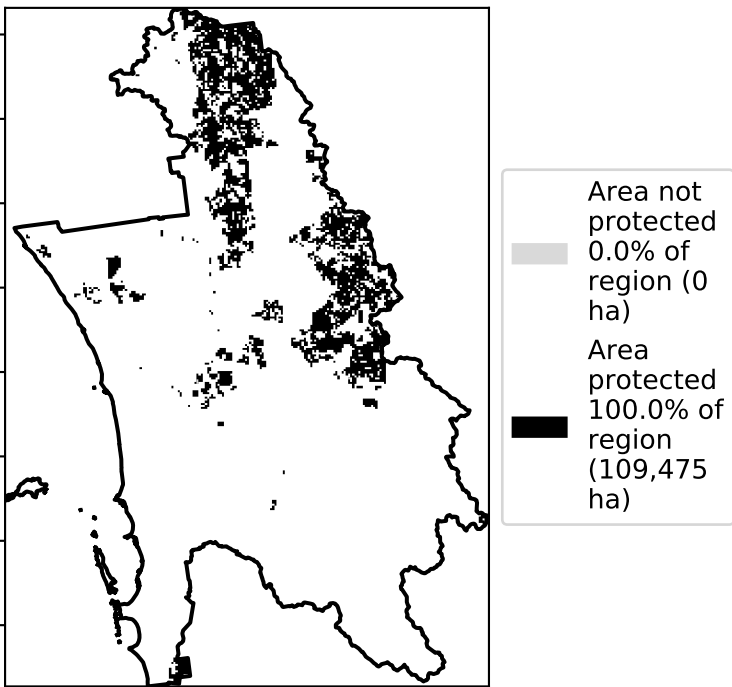 Area not
protected
0.0% of
region (0
ha)
Area
protected
100.0% of
region
(109,475
ha)